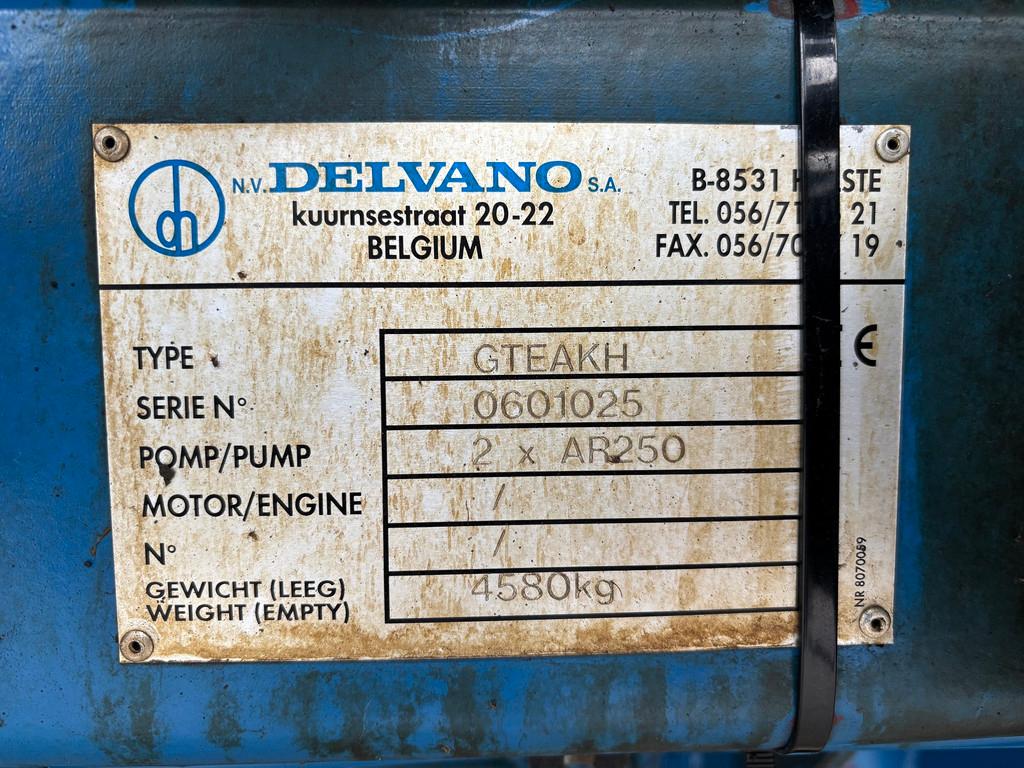 N.V. DELVANO S.A.
kuurnsestraat 20-22
BELGIUM
B-8531
TEL. 056/71 21
FAX. 056/70 19
CE
TYPE GTEAKH
SERIE N° 0601025
POMP/PUMP 2 x AR250
MOTOR/ENGINE /
N° /
GEWICHT (LEEG) 4580kg
WEIGHT (EMPTY)
NR 8070059